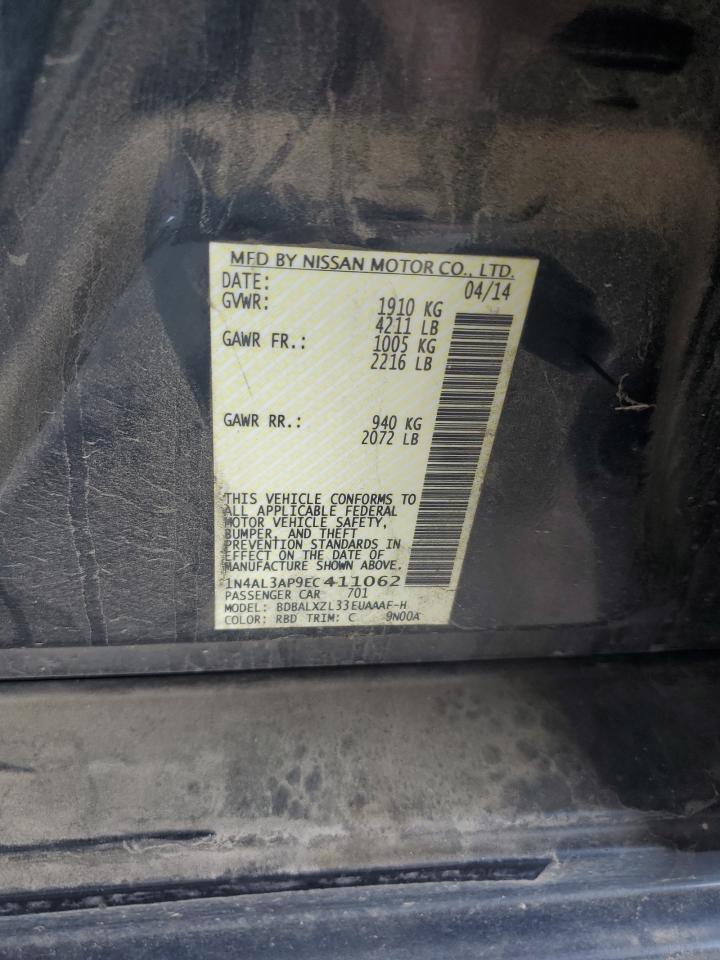 MFD BY NISSAN MOTOR CO., LTD.
DATE: 04/14
GVWR: 1910 KG
4211 LB
GAWR FR.: 1005 KG
2216 LB
GAWR RR.: 940 KG
2072 LB
THIS VEHICLE CONFORMS TO
ALL APPLICABLE FEDERAL
MOTOR VEHICLE SAFETY,
BUMPER, AND THEFT
PREVENTION STANDARDS IN
EFFECT ON THE DATE OF
MANUFACTURE SHOWN ABOVE.
1N4AL3AP9EC411062
PASSENGER CAR 701
MODEL: BDBALXZL33EUAAAF-H
COLOR: RBD TRIM: C 9N00A